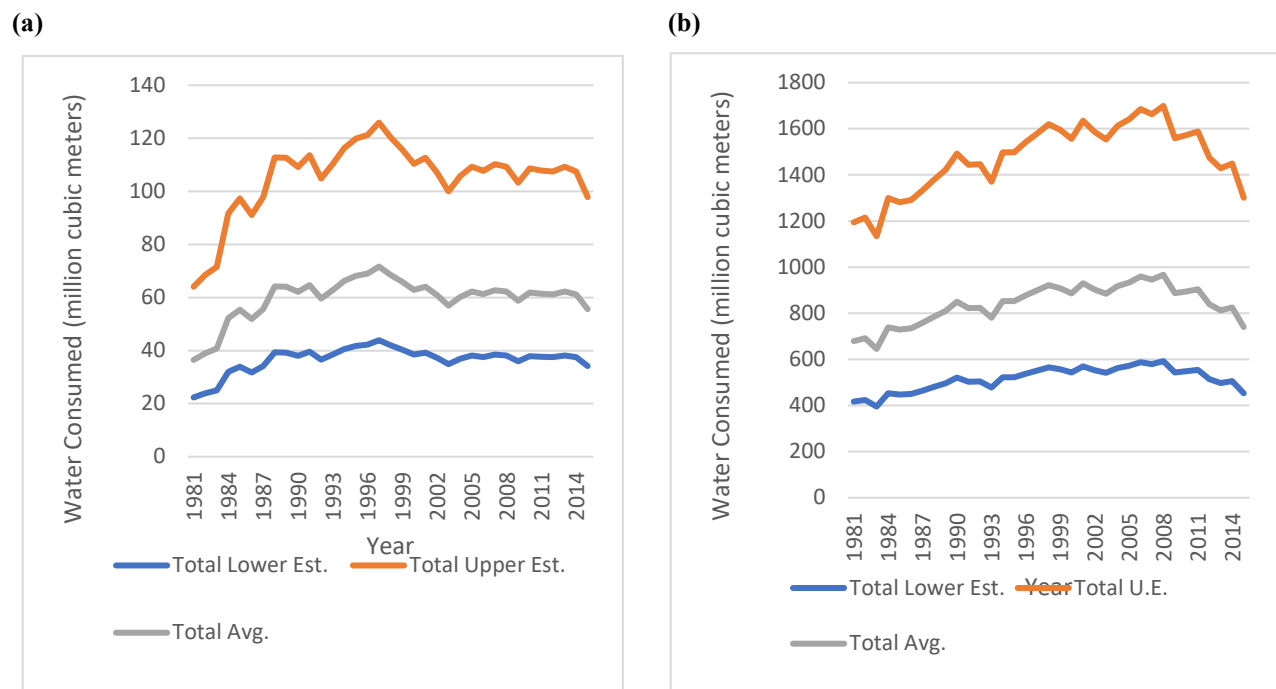 (a)
Water Consumed (million cubic meters)
140
120
100
80
60
40
20
0
1981 1984 1987 1990 1993 1996 1999 2002 2005 2008 2011 2014
Year
Total Lower Est. Total Upper Est.
Total Avg.
(b)
Water Consumed (million cubic meters)
1800
1600
1400
1200
1000
800
600
400
200
0
1981 1984 1987 1990 1993 1996 1999 2002 2005 2008 2011 2014
Year
Total Lower Est. Total U.E.
Total Avg.